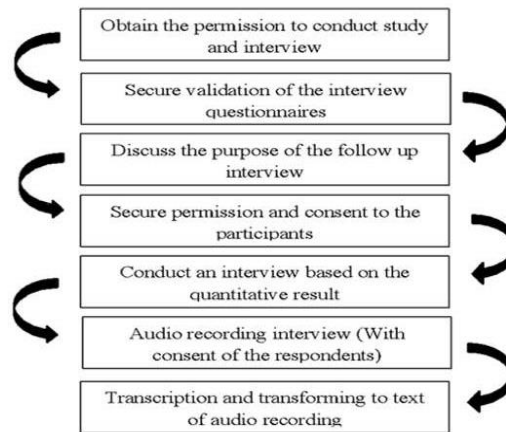 Obtain the permission to conduct study
and interview
Secure validation of the interview
questionnaires
Discuss the purpose of the follow up
interview
Secure permission and consent to the
participants
Conduct an interview based on the
quantitative result
Audio recording interview (With
consent of the respondents)
Transcription and transforming to text
of audio recording